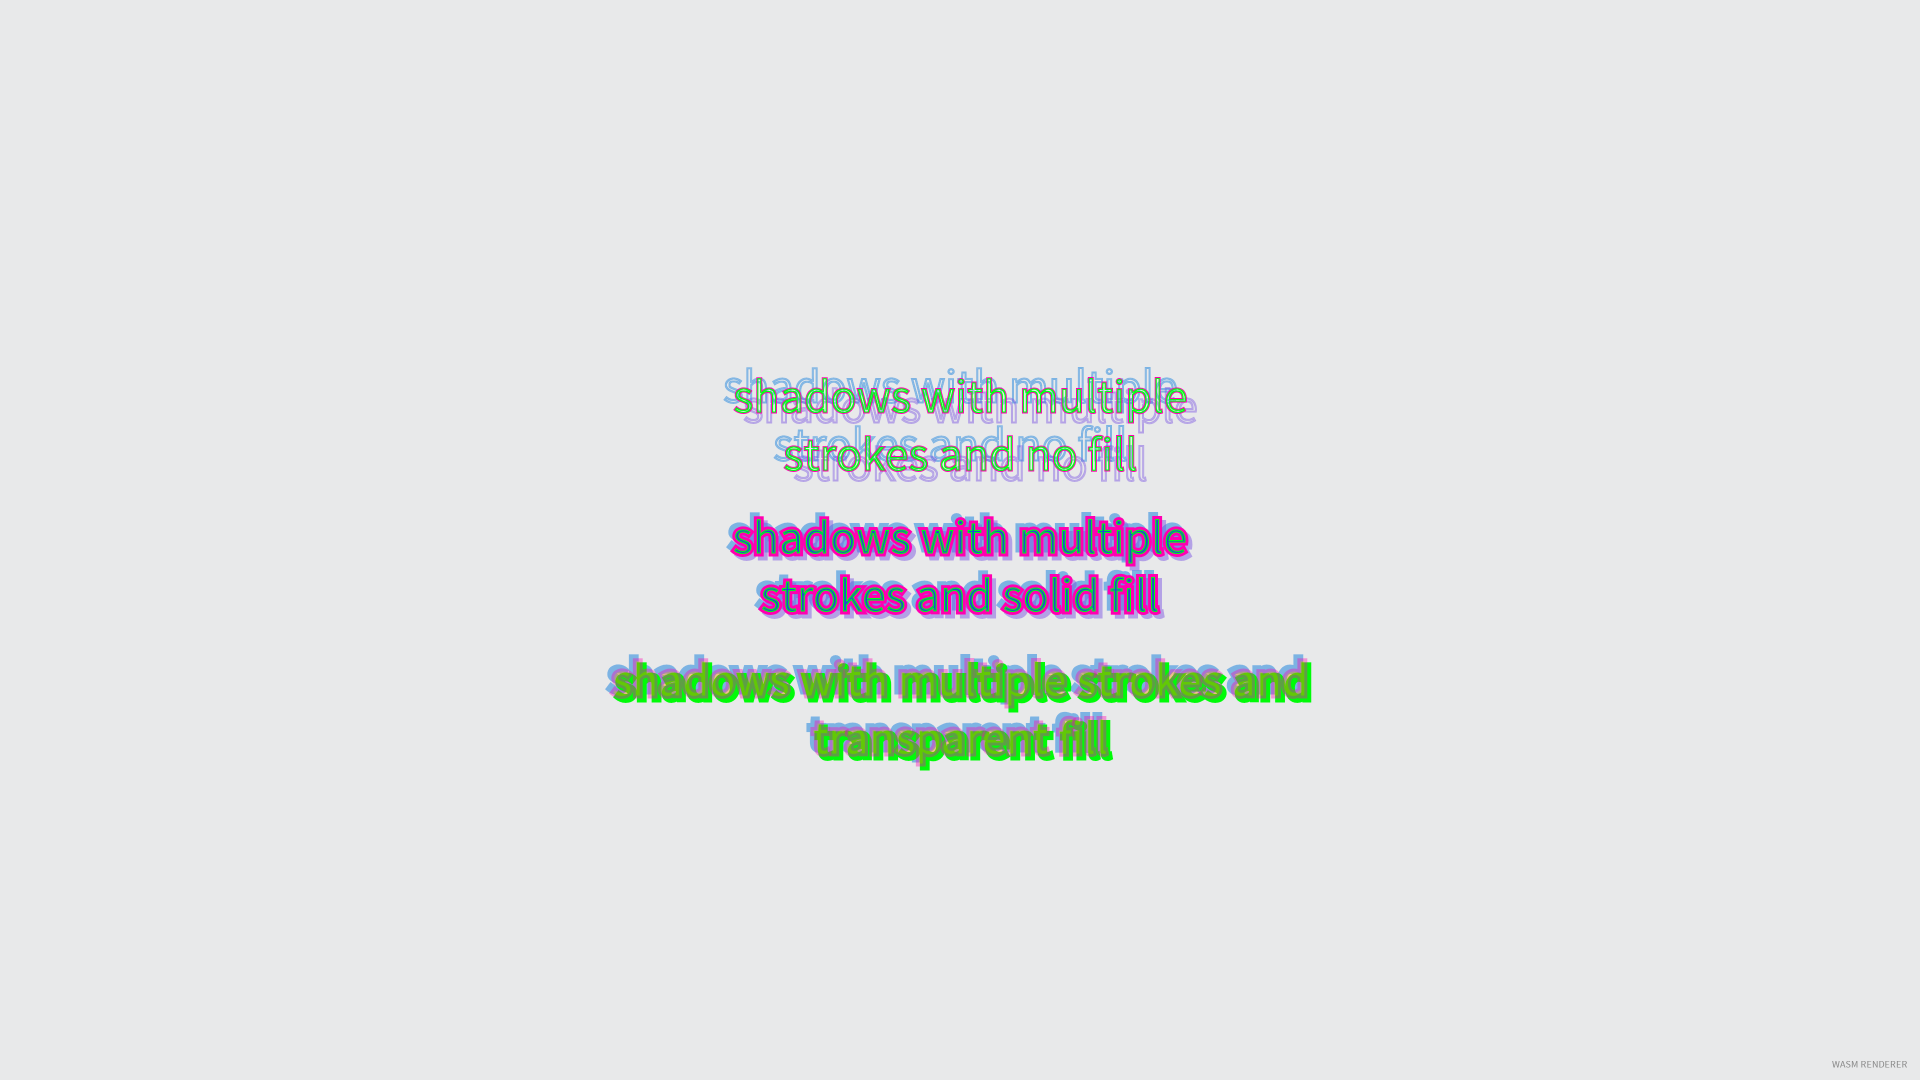 shadows with multiple
strokes and no fill
shadows with multiple
strokes and solid fill
shadows with multiple strokes and
transparent fill
WASM RENDERER